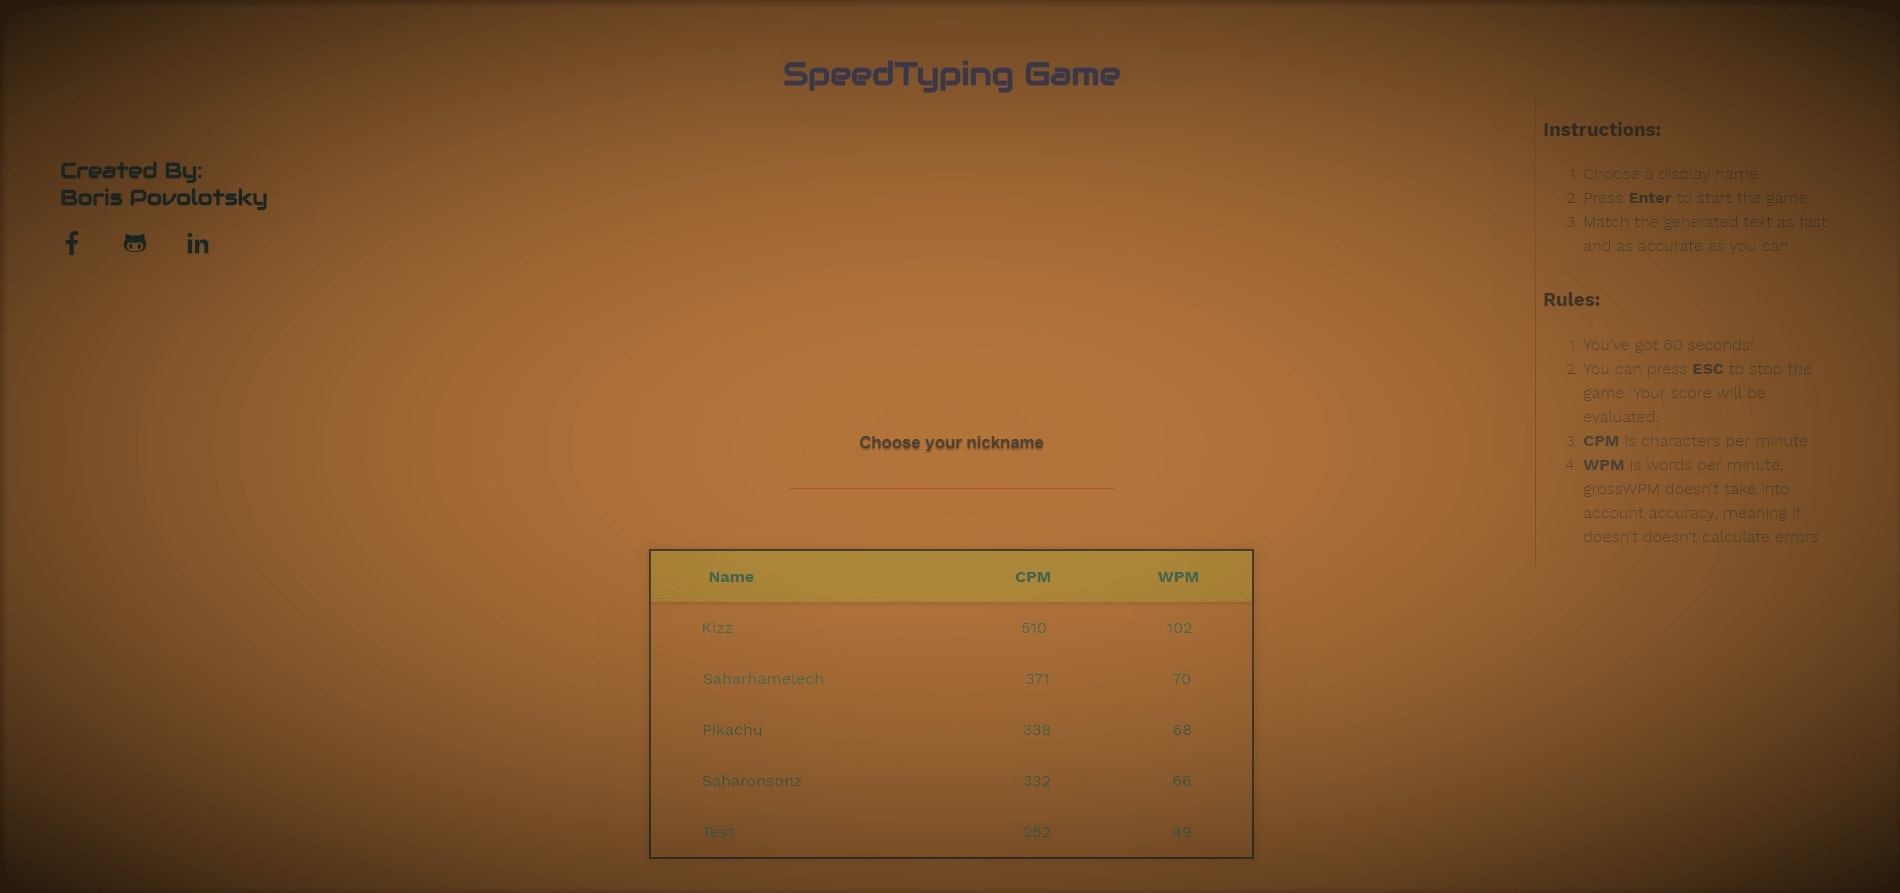 SpeedTyping Game
Created By:
Boris Povolotsky
Instructions:
1. Choose a display name
2. Press Enter to start the game
3. Match the generated text as fast
and as accurate as you can
Rules:
1. You've got 60 seconds!
2. You can press ESC to stop the
game. Your score will be
evaluated.
3. CPM is characters per minute
4. WPM is words per minute,
grossWPM doesn't take into
account accuracy, meaning it
doesn't doesn't calculate errors
Choose your nickname
Name CPM WPM
Kizz 510 102
Saharhamelech 371 70
Pikachu 338 68
Saharonsonz 332 66
Test 252 49